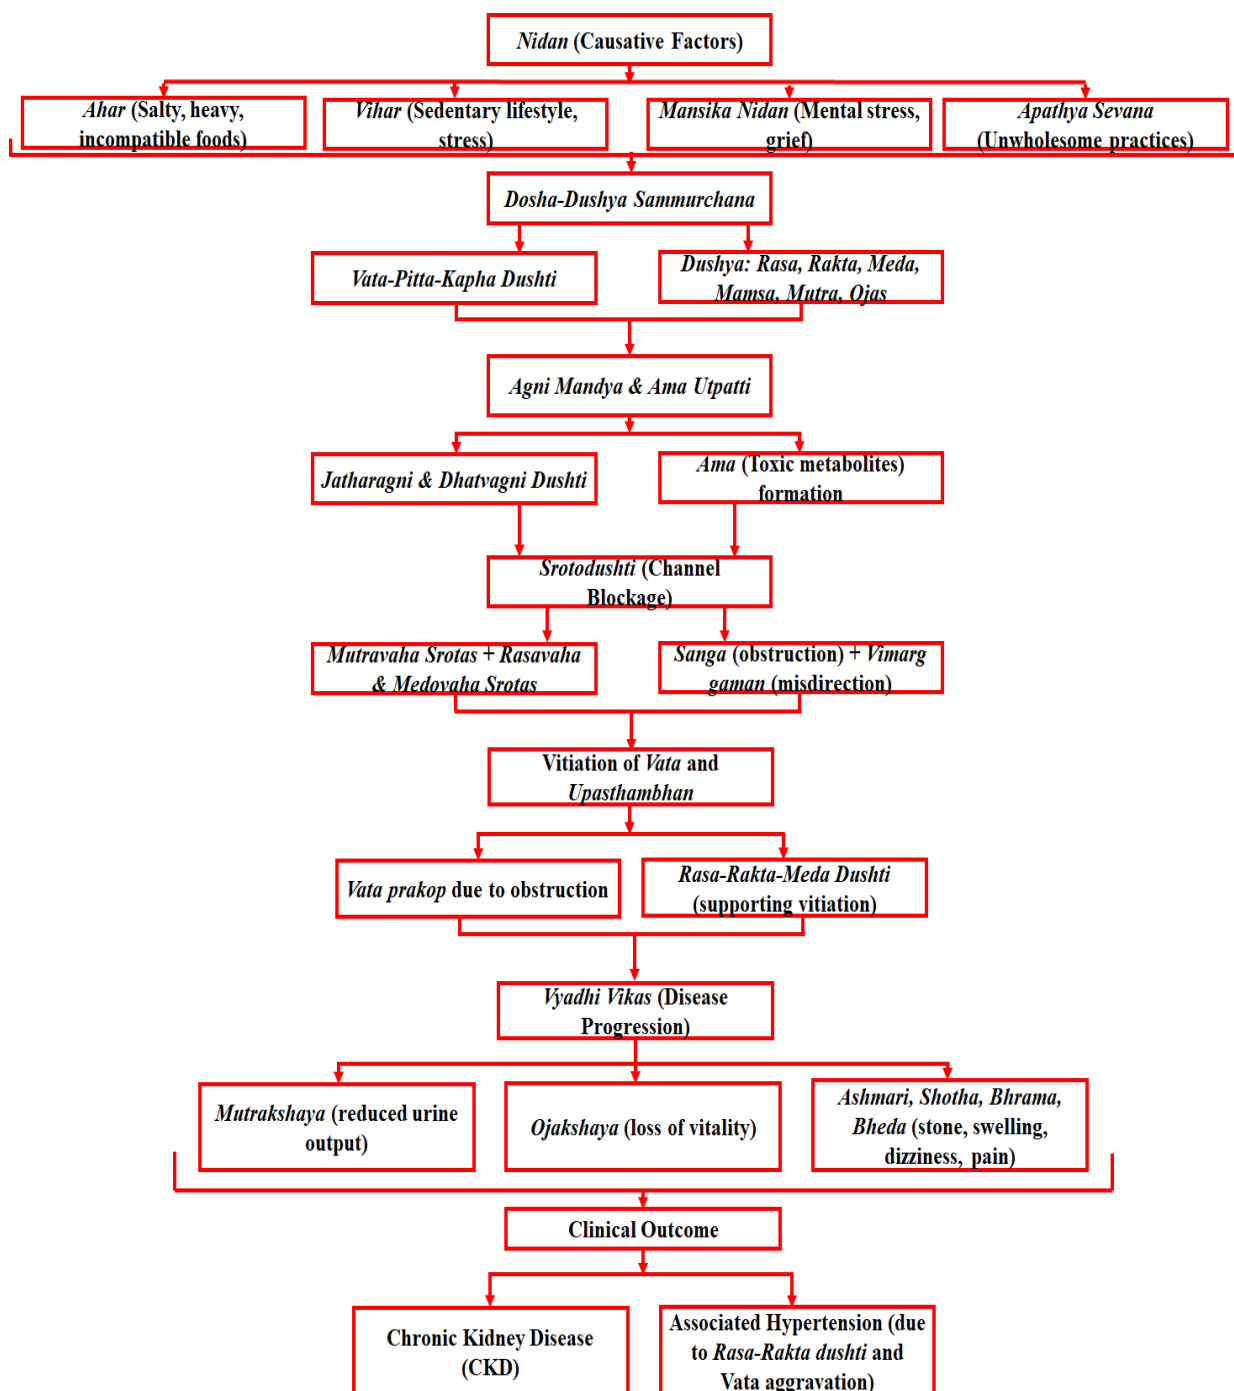 Nidan (Causative Factors)
Ahar (Salty, heavy,
incompatible foods)
Vihar (Sedentary lifestyle,
stress)
Mansika Nidan (Mental stress,
grief)
Apathya Sevana
(Unwholesome practices)
Dosha-Dushya Sammurchana
Vata-Pitta-Kapha Dushti
Dushya: Rasa, Rakta, Meda,
Mamsa, Mutra, Ojas
Agni Mandya & Ama Utpatti
Jatharagni & Dhatvagni Dushti
Ama (Toxic metabolites)
formation
Srotodushti (Channel
Blockage)
Mutravaha Srotas + Rasavaha
& Medovaha Srotas
Sanga (obstruction) + Vimarg
gaman (misdirection)
Vitiation of Vata and
Upasthambhan
Vata prakop due to obstruction
Rasa-Rakta-Meda Dushti
(supporting vitiation)
Vyadhi Vikas (Disease
Progression)
Mutrakshaya (reduced urine
output)
Ojakshaya (loss of vitality)
Ashmari, Shotha, Bhrama,
Bheda (stone, swelling,
dizziness, pain)
Clinical Outcome
Chronic Kidney Disease
(CKD)
Associated Hypertension (due
to Rasa-Rakta dushti and
Vata aggravation)